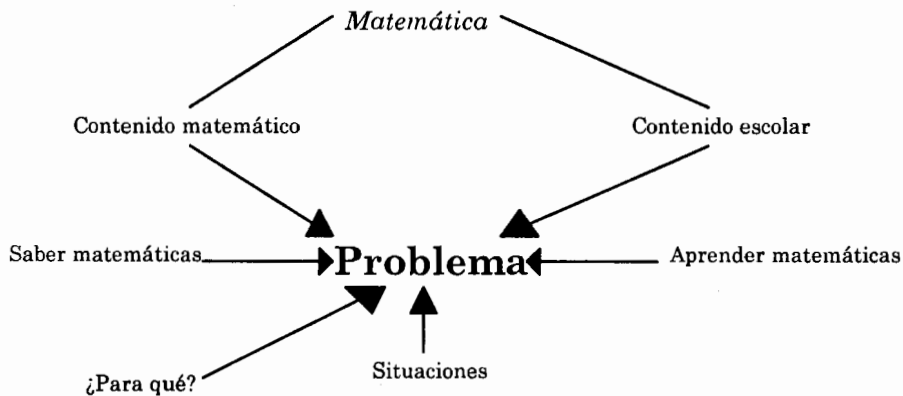 Matemática
Contenido matemático
Contenido escolar
Saber matemáticas
Problema
Aprender matemáticas
Situaciones
¿Para qué?